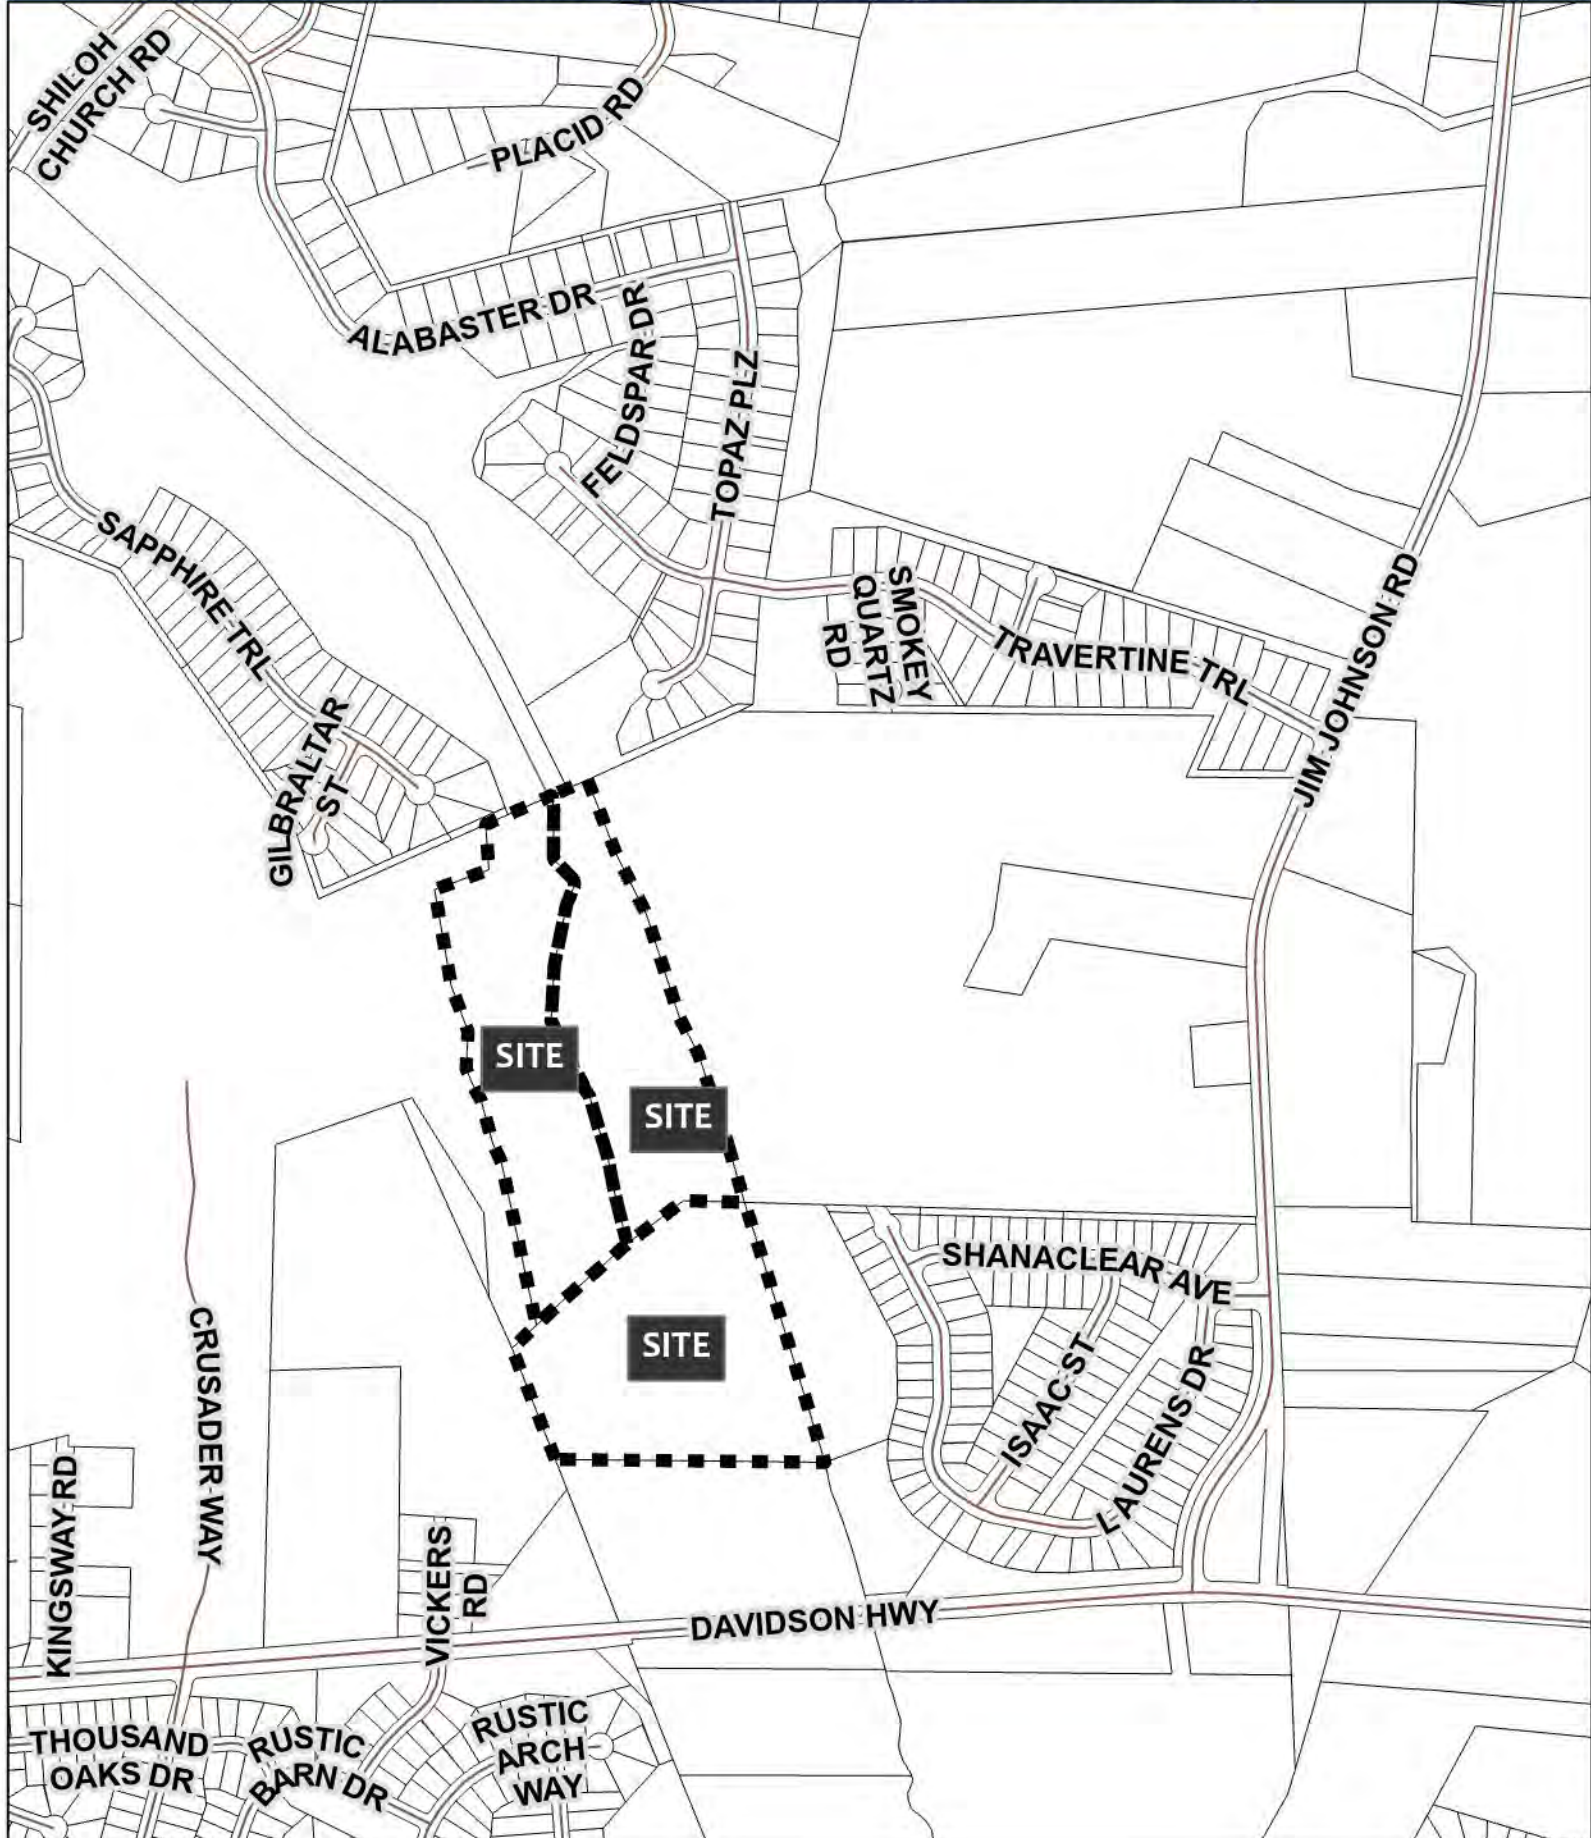 SHILOH
CHURCH RD
PLACID RD
ALABASTER DR
FELDSPAR DR
TOPAZ PLZ
SAPPHIRE TRL
SMOKEY
QUARTZ
RD
TRAVERTINE TRL
JIM JOHNSON RD
GILBRALTAR
ST
SITE
SITE
SITE
SHANACLEAR AVE
ISAAC ST
LAURENS DR
CRUSADER WAY
KINGSWAY RD
VICKERS
RD
DAVIDSON HWY
THOUSAND
OAKS DR
RUSTIC
BARN DR
RUSTIC
ARCH
WAY